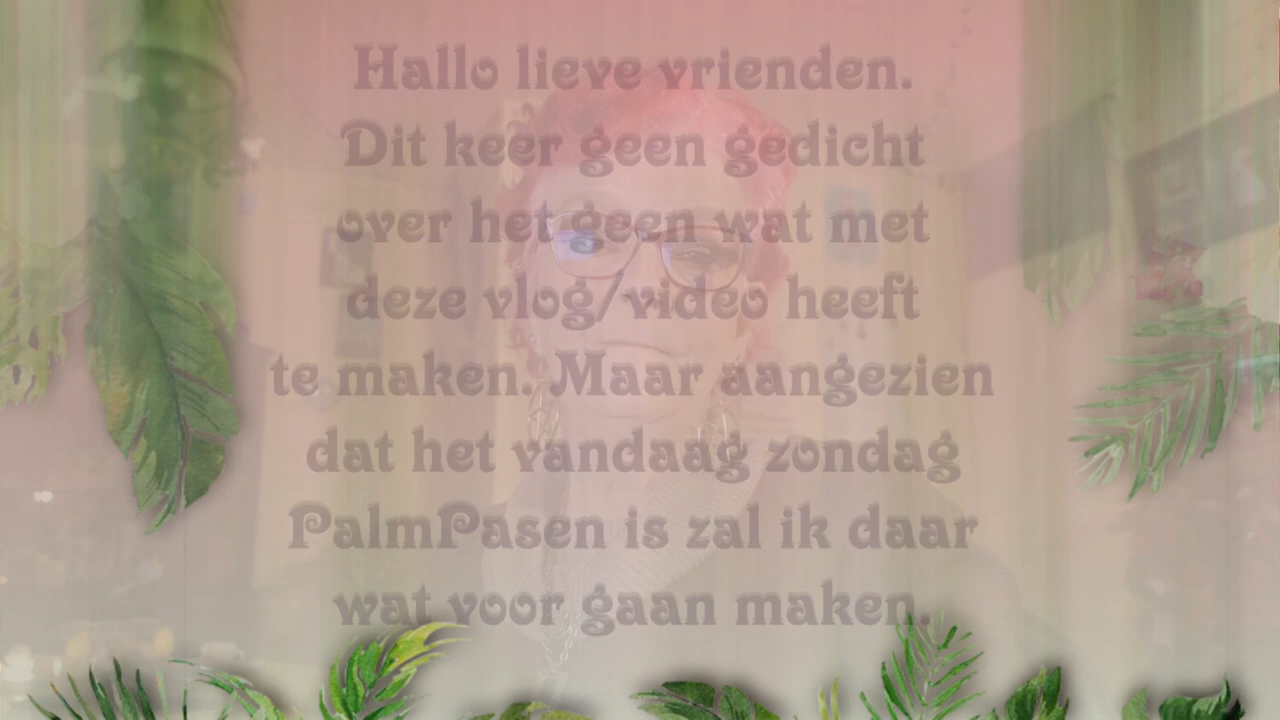 Hallo lieve vrienden.
Dit keer geen gedicht
over het geen wat met
deze vlog/video heeft
te maken. Maar aangezien
dat het vandaag zondag
PalmPasen is zal ik daar
wat voor gaan maken.